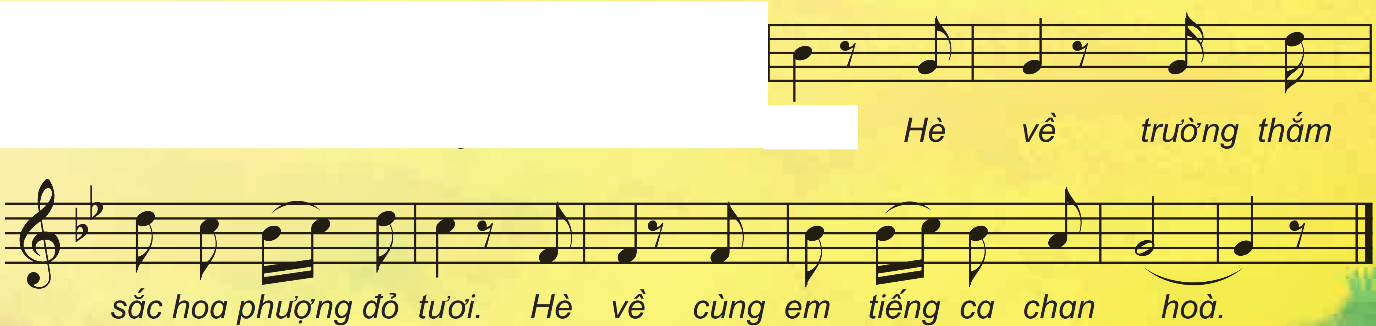 Hè về trường thắm
sắc hoa phượng đỏ tươi. Hè về cùng em tiếng ca chan hoà.